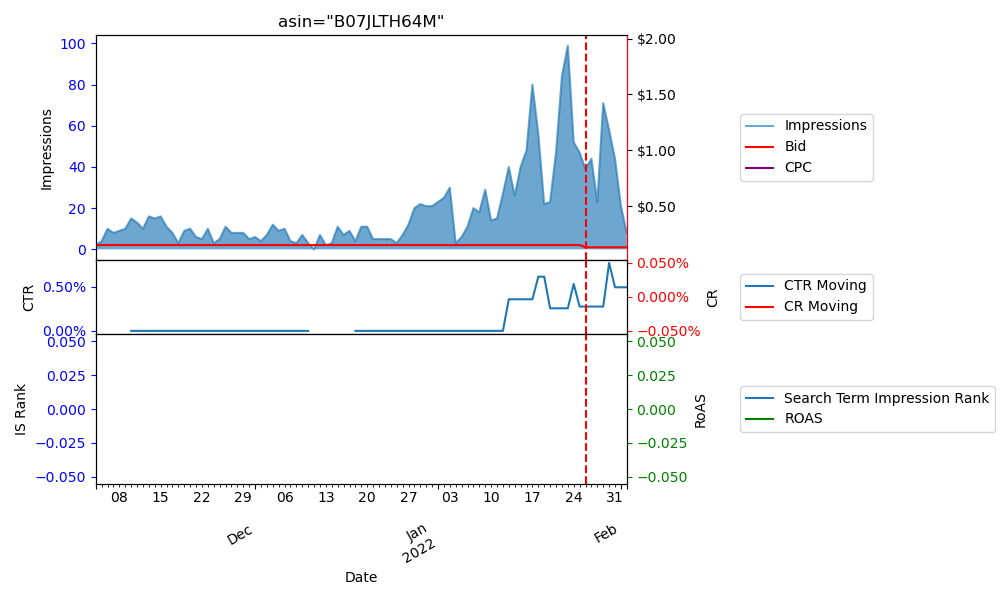 asin="B07JLTH64M"
100
80
60
40
20
0
Impressions
$2.00
$1.50
$1.00
$0.50
Impressions
Bid
CPC
0.50%
0.00%
CTR
0.050%
0.000%
−0.050%
CR
CTR Moving
CR Moving
0.050
0.025
0.000
−0.025
−0.050
IS Rank
0.050
0.025
0.000
−0.025
−0.050
RoAS
Search Term Impression Rank
ROAS
08 15 22 29 06 13 20 27 03 10 17 24 31
Dec Jan Feb
2022
Date